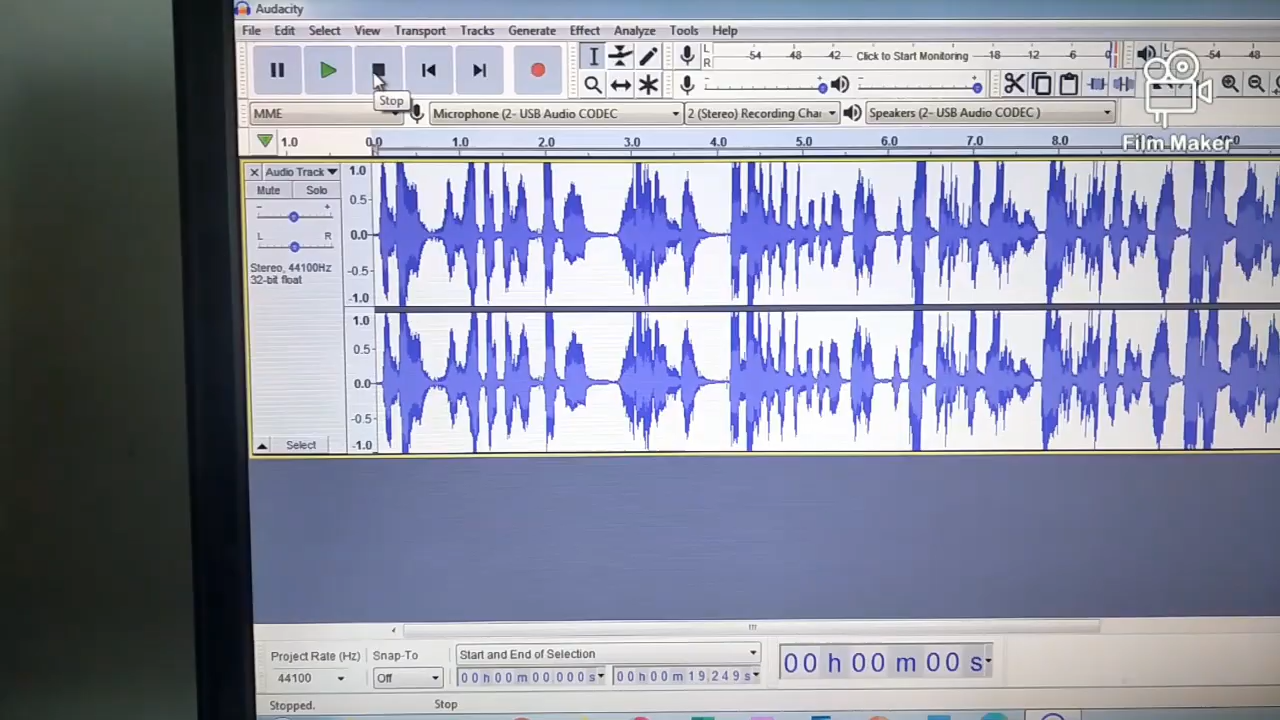 Audacity
File Edit Select View Transport Tracks Generate Effect Analyze Tools Help
L
R
-54 -48 -42 Click to Start Monitoring -18 -12 -6 0
L
-54 -48
Stop
MME
Microphone (2- USB Audio CODEC
2 (Stereo) Recording Chai
Speakers (2- USB Audio CODEC )
Film Maker
1.0 0.0 1.0 2.0 3.0 4.0 5.0 6.0 7.0 8.0 10.0
Audio Track
Mute Solo
- +
L R
Stereo, 44100Hz
32-bit float
Select
1.0
0.5
0.0
-0.5
-1.0
1.0
0.5
0.0
-0.5
-1.0
Project Rate (Hz) Snap-To
Start and End of Selection
44100 Off
00 h 00 m 00.000 s 00 h 00 m 19.249 s
00 h 00 m 00 s
Stopped. Stop